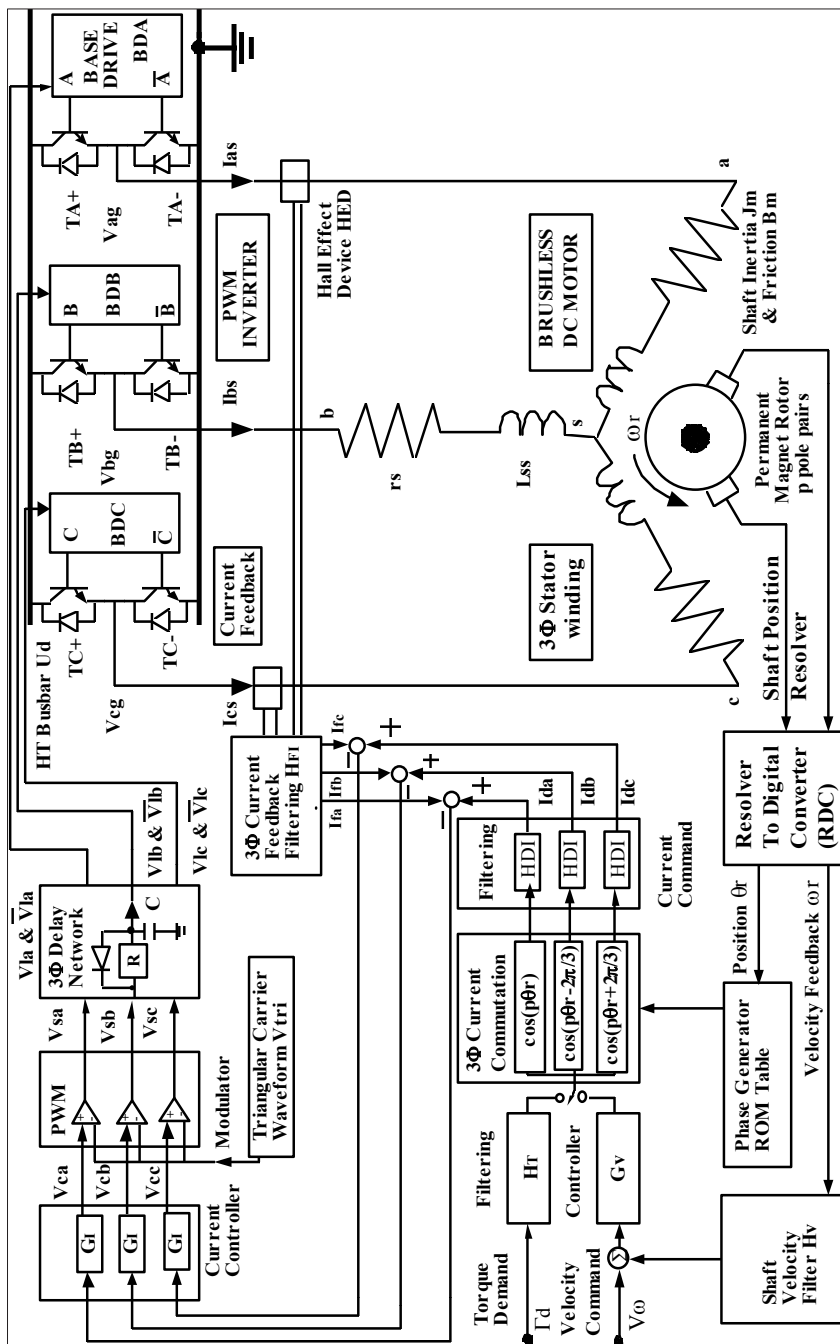 HT Busbar Ud
A
BASE
DRIVE
BDA
A̅
TA+
Vag
TA-
Ias
B
BDB
B̅
TB+
Vbg
TB-
Ibs
C
BDC
C̅
TC+
Vcg
TC-
Ics
PWM
INVERTER
Current
Feedback
Hall Effect
Device HED
b
rs
Lss
s
a
c
BRUSHLESS
DC MOTOR
3Φ Stator
winding
Shaft Inertia Jm
& Friction Bm
ωr
Permanent
Magnet Rotor
p pole pairs
Shaft Position
Resolver
Resolver
To Digital
Converter
(RDC)
Position θr
Velocity Feedback ωr
Phase Generator
ROM Table
Shaft
Velocity
Filter Hv
V̅l̅a̅ & Vla
Vlb & V̅l̅b̅
Vlc & V̅l̅c̅
3Φ Delay
Network
R
C
Vsa
Vsb
Vsc
PWM
+
-
+
-
+
-
Modulator
Triangular Carrier
Waveform Vtri
Vca
Vcb
Vcc
GI
GI
GI
Current
Controller
3Φ Current
Feedback
Filtering HFI
Ifa
Ifb
Ifc
−
+
−
+
−
+
Ida
Idb
Idc
Filtering
HDI
HDI
HDI
Current
Command
3Φ Current
Commutation
cos(pθr)
cos(pθr-2π/3)
cos(pθr+2π/3)
Filtering
HT
Controller
GV
Torque
Demand
Γd
Velocity
Command
Vω
Σ